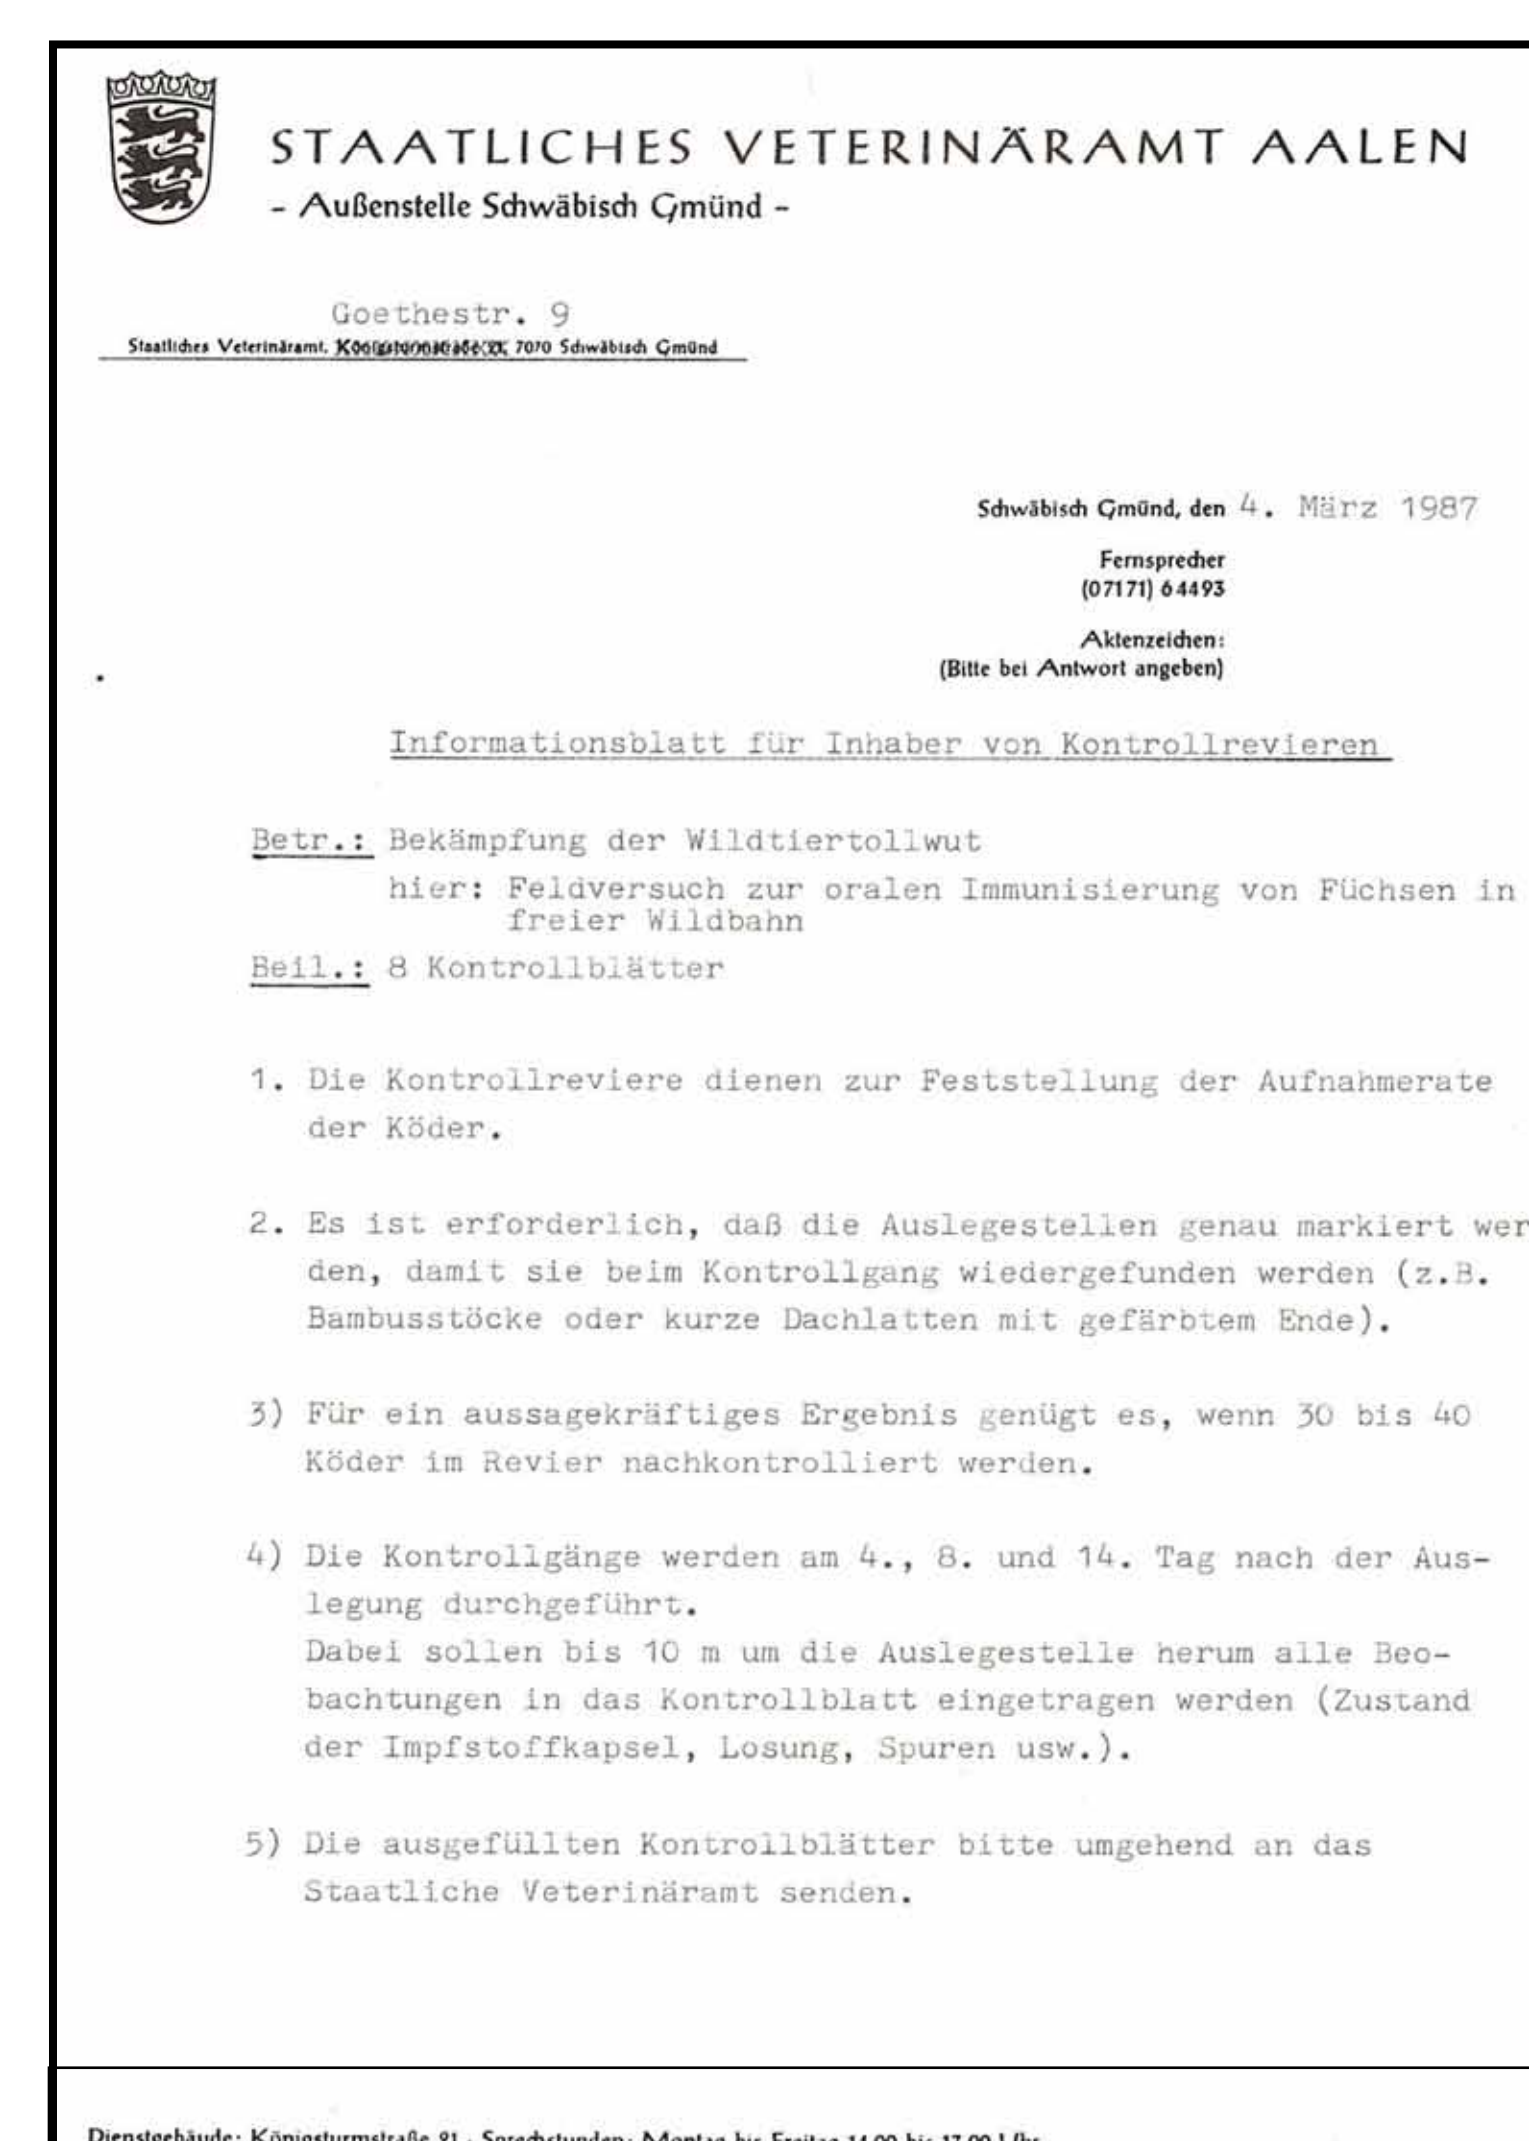 STAATLICHES VETERINÄRAMT AALEN
- Außenstelle Schwäbisch Gmünd -
Goethestr. 9
Staatliches Veterinäramt, 7070 Schwäbisch Gmünd
Schwäbisch Gmünd, den 4. März 1987
Fernsprecher
(07171) 64493
Aktenzeichen:
(Bitte bei Antwort angeben)
Informationsblatt für Inhaber von Kontrollrevieren
Betr.: Bekämpfung der Wildtiertollwut
hier: Feldversuch zur oralen Immunisierung von Füchsen in
freier Wildbahn
Beil.: 8 Kontrollblätter
1. Die Kontrollreviere dienen zur Feststellung der Aufnahmerate
der Köder.
2. Es ist erforderlich, daß die Auslegestellen genau markiert wer
den, damit sie beim Kontrollgang wiedergefunden werden (z.B.
Bambusstöcke oder kurze Dachlatten mit gefärbtem Ende).
3) Für ein aussagekräftiges Ergebnis genügt es, wenn 30 bis 40
Köder im Revier nachkontrolliert werden.
4) Die Kontrollgänge werden am 4., 8. und 14. Tag nach der Aus-
legung durchgeführt.
Dabei sollen bis 10 m um die Auslegestelle herum alle Beo-
bachtungen in das Kontrollblatt eingetragen werden (Zustand
der Impfstoffkapsel, Losung, Spuren usw.).
5) Die ausgefüllten Kontrollblätter bitte umgehend an das
Staatliche Veterinäramt senden.
Dienstgebäude: Königsturmstraße 21 · Sprechstunden: Montag bis Freitag 14.00 bis 17.00 Uhr